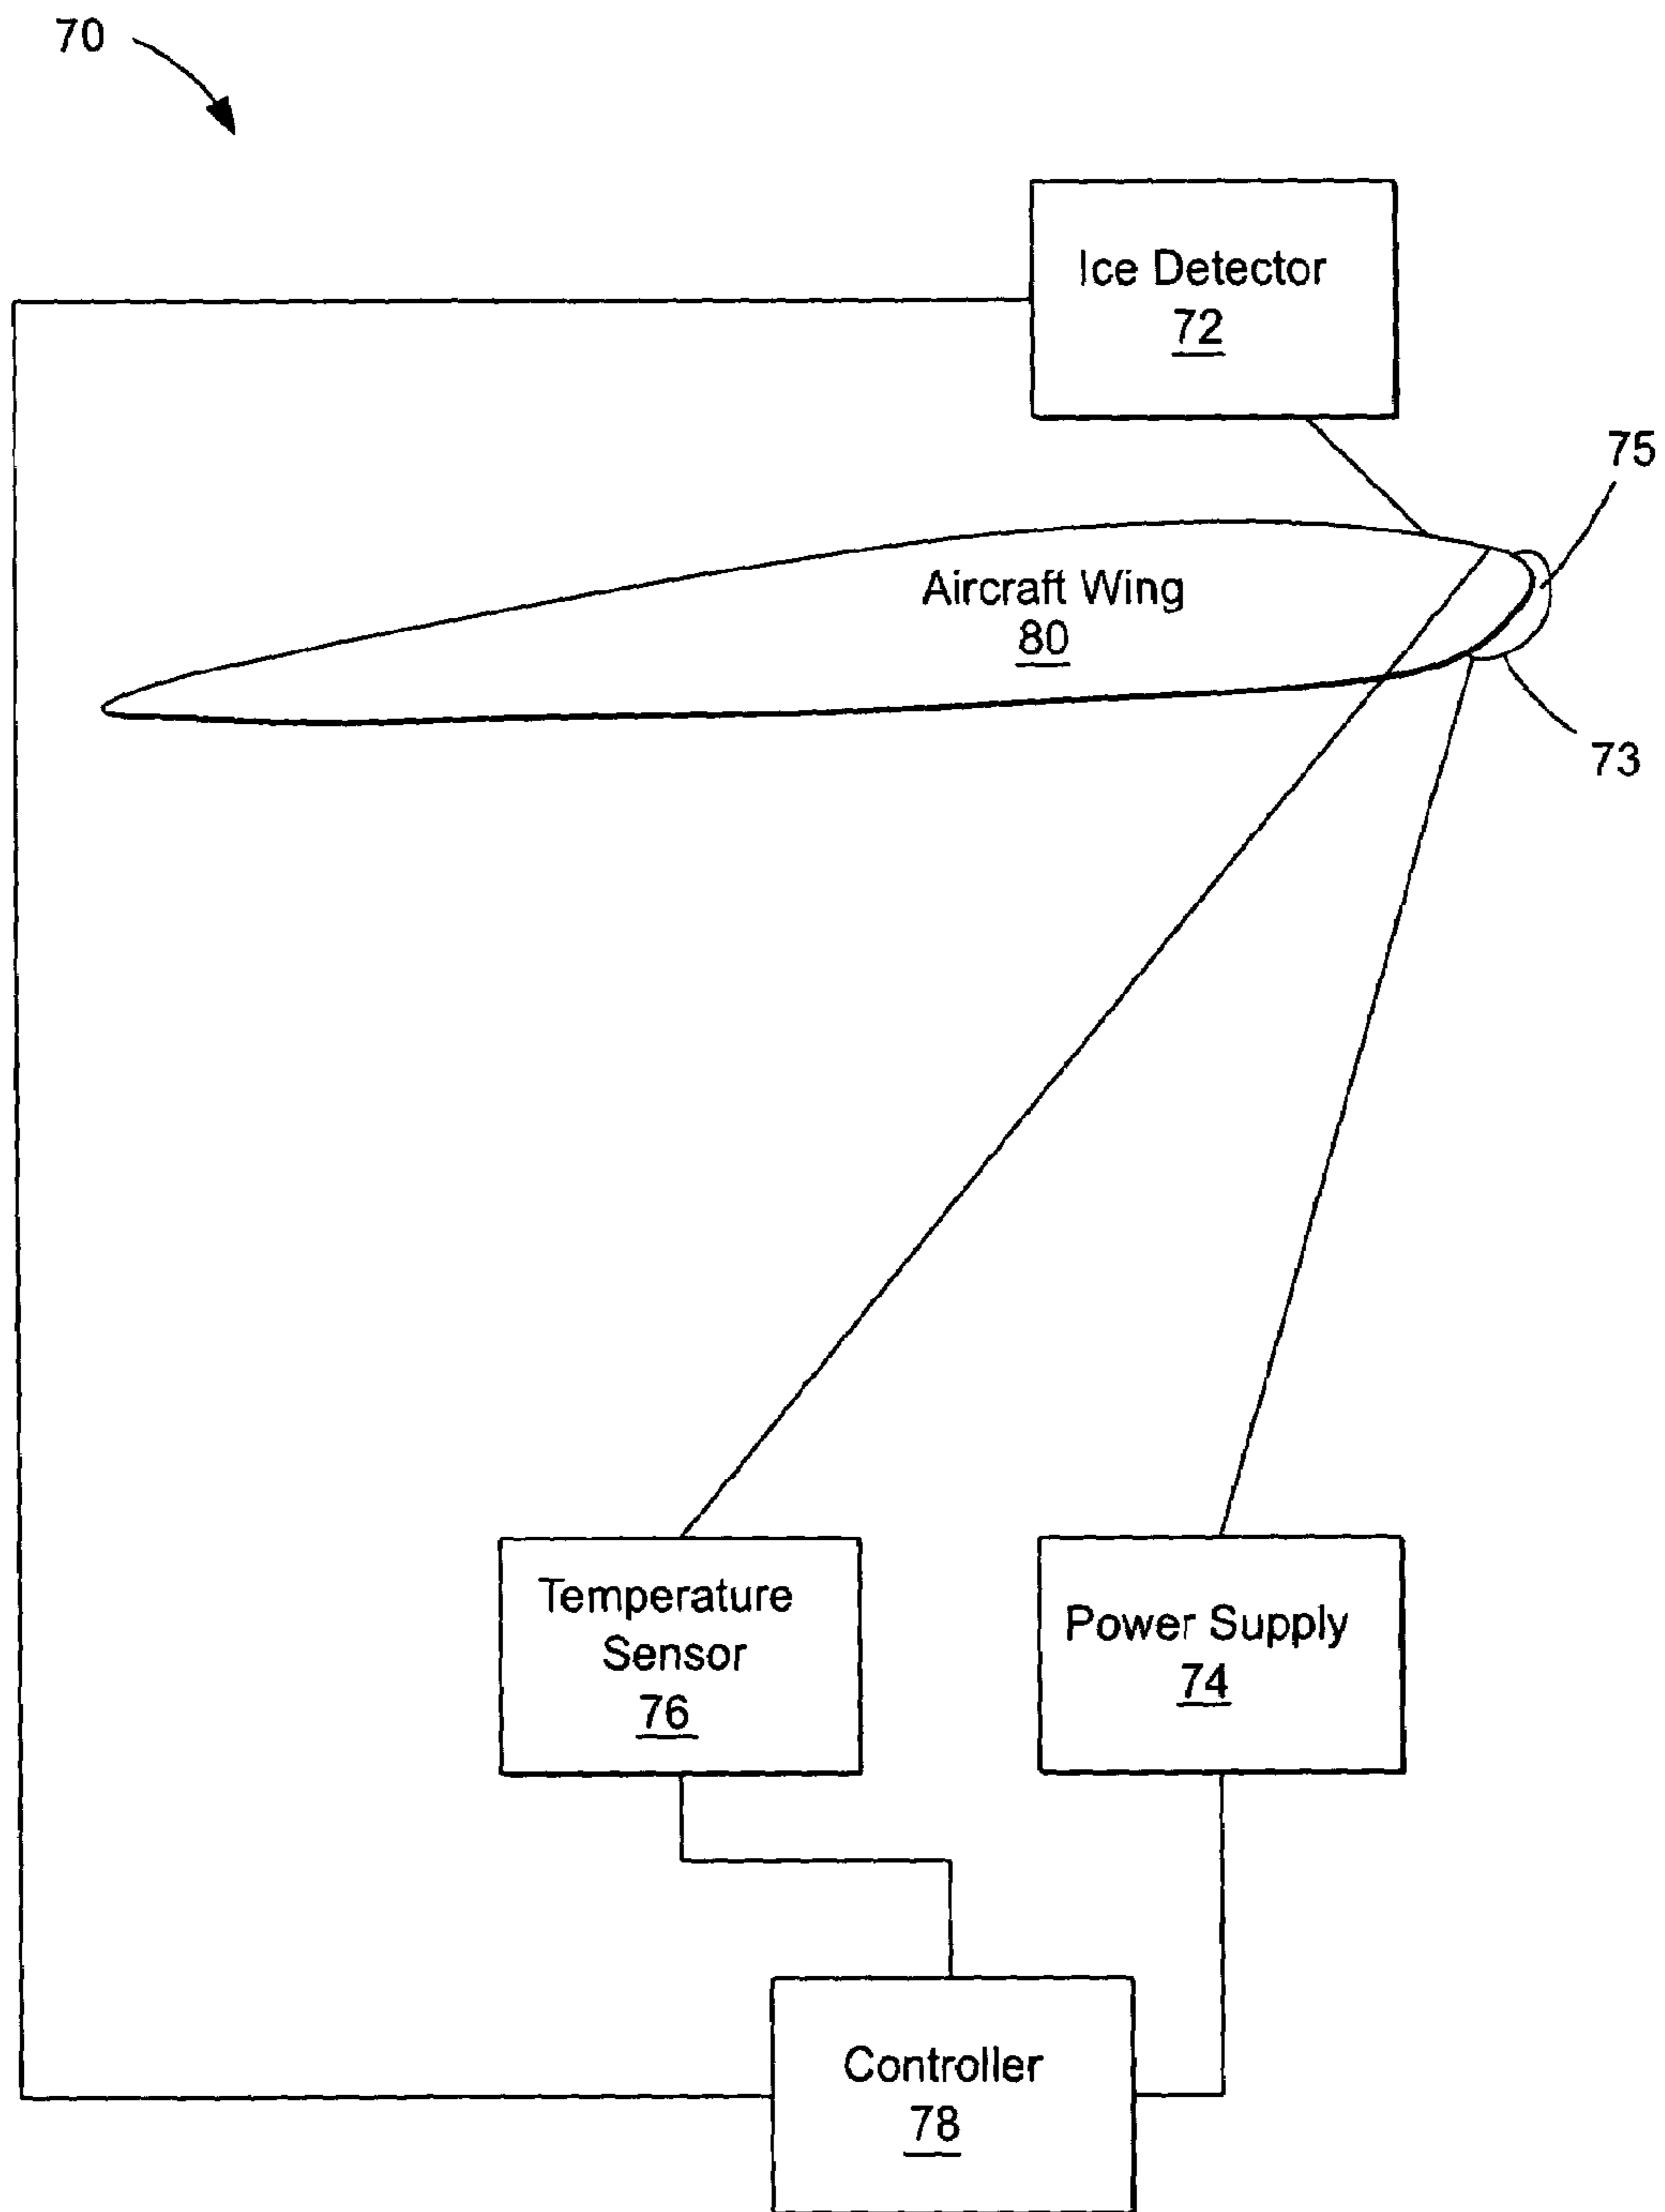 70
Ice Detector
72
75
Aircraft Wing
80
73
Temperature
Sensor
76
Power Supply
74
Controller
78